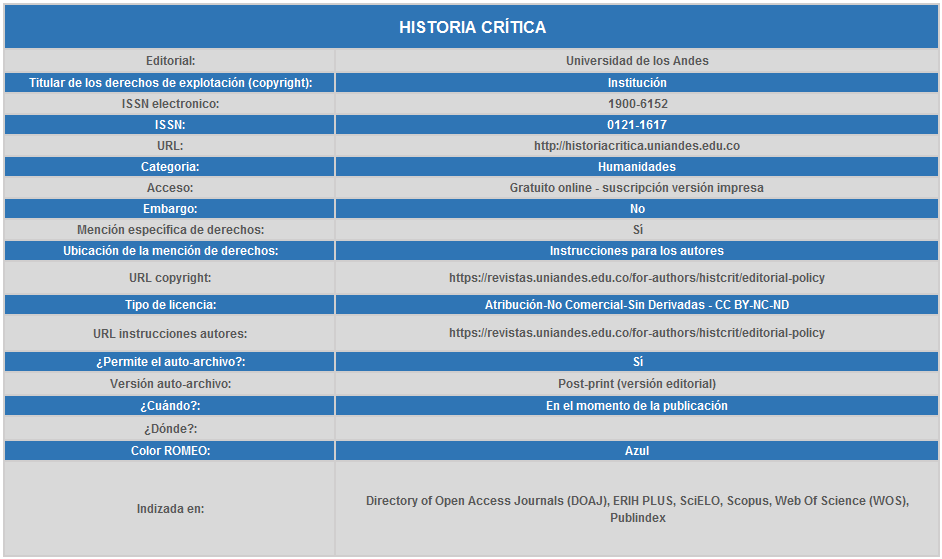 HISTORIA CRÍTICA
Editorial: Universidad de los Andes
Titular de los derechos de explotación (copyright): Institución
ISSN electronico: 1900-6152
ISSN: 0121-1617
URL: http://historiacritica.uniandes.edu.co
Categoria: Humanidades
Acceso: Gratuito online - suscripción versión impresa
Embargo: No
Mención específica de derechos: Sí
Ubicación de la mención de derechos: Instrucciones para los autores
URL copyright: https://revistas.uniandes.edu.co/for-authors/histcrit/editorial-policy
Tipo de licencia: Atribución-No Comercial-Sin Derivadas - CC BY-NC-ND
URL instrucciones autores: https://revistas.uniandes.edu.co/for-authors/histcrit/editorial-policy
¿Permite el auto-archivo?: Sí
Versión auto-archivo: Post-print (versión editorial)
¿Cuándo?: En el momento de la publicación
¿Dónde?:
Color ROMEO: Azul
Indizada en: Directory of Open Access Journals (DOAJ), ERIH PLUS, SciELO, Scopus, Web Of Science (WOS),
Publindex